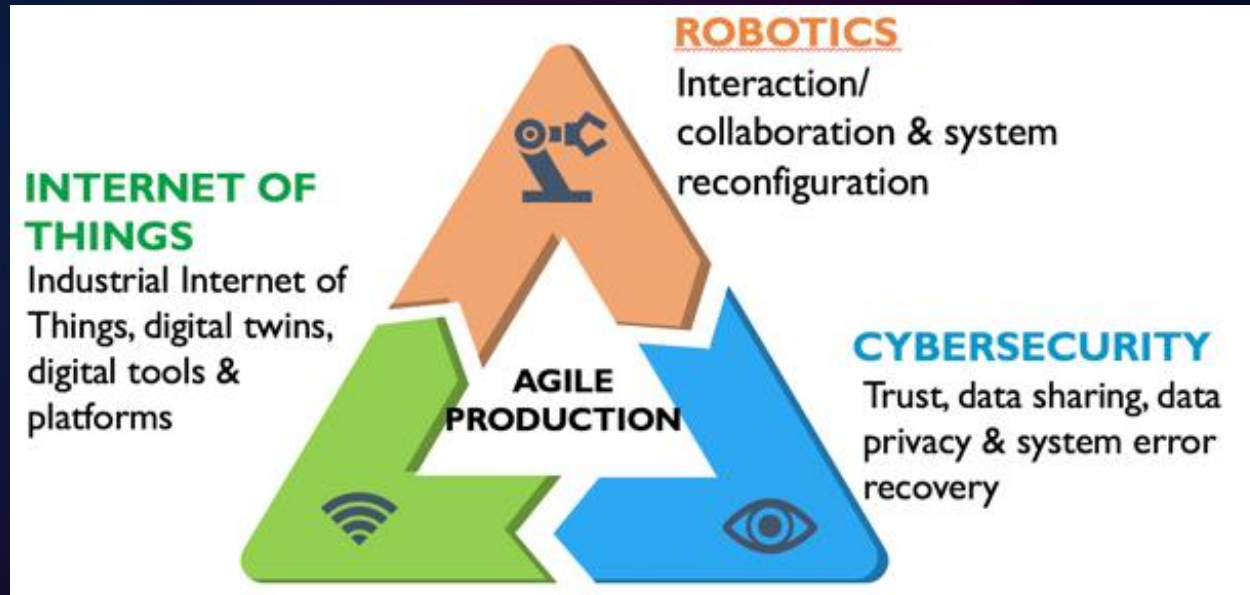 ROBOTICS
Interaction/
collaboration & system
reconfiguration
INTERNET OF
THINGS
Industrial Internet of
Things, digital twins,
digital tools &
platforms
AGILE
PRODUCTION
CYBERSECURITY
Trust, data sharing, data
privacy & system error
recovery